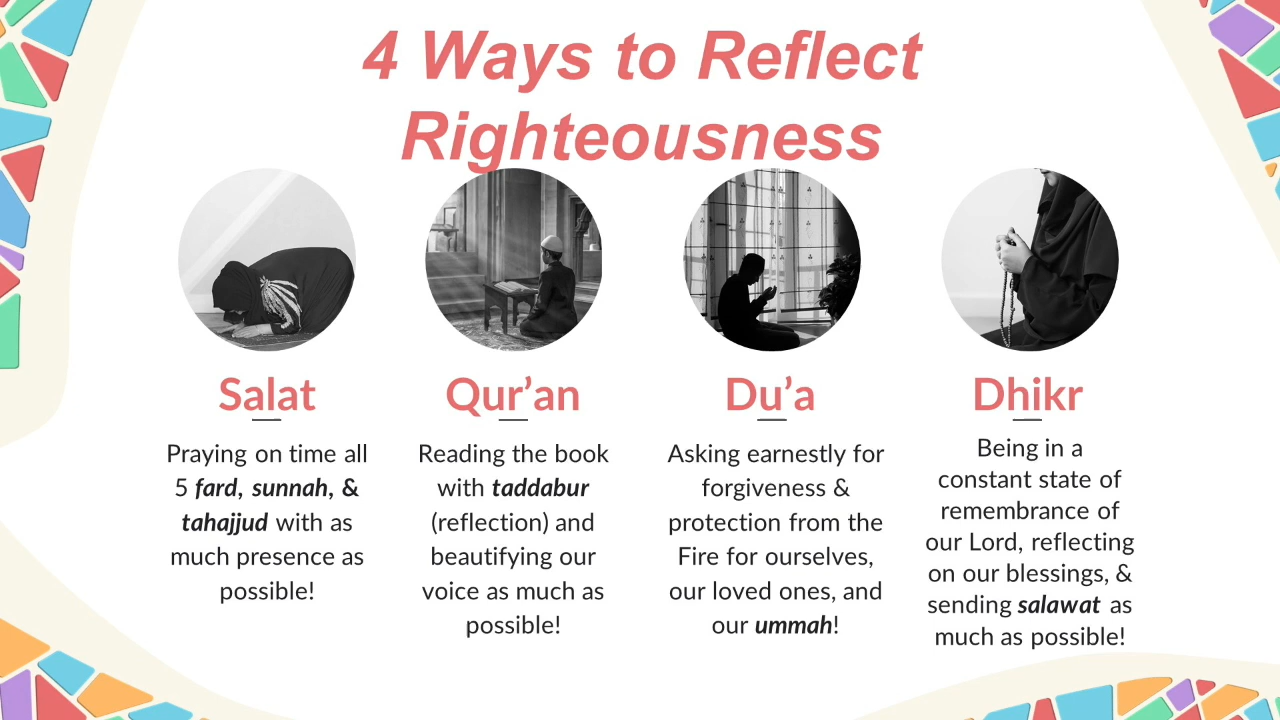 4 Ways to Reflect
Righteousness
Salat
Praying on time all
5 fard, sunnah, &
tahajjud with as
much presence as
possible!
Qur’an
Reading the book
with taddabur
(reflection) and
beautifying our
voice as much as
possible!
Du’a
Asking earnestly for
forgiveness &
protection from the
Fire for ourselves,
our loved ones, and
our ummah!
Dhikr
Being in a
constant state of
remembrance of
our Lord, reflecting
on our blessings, &
sending salawat as
much as possible!